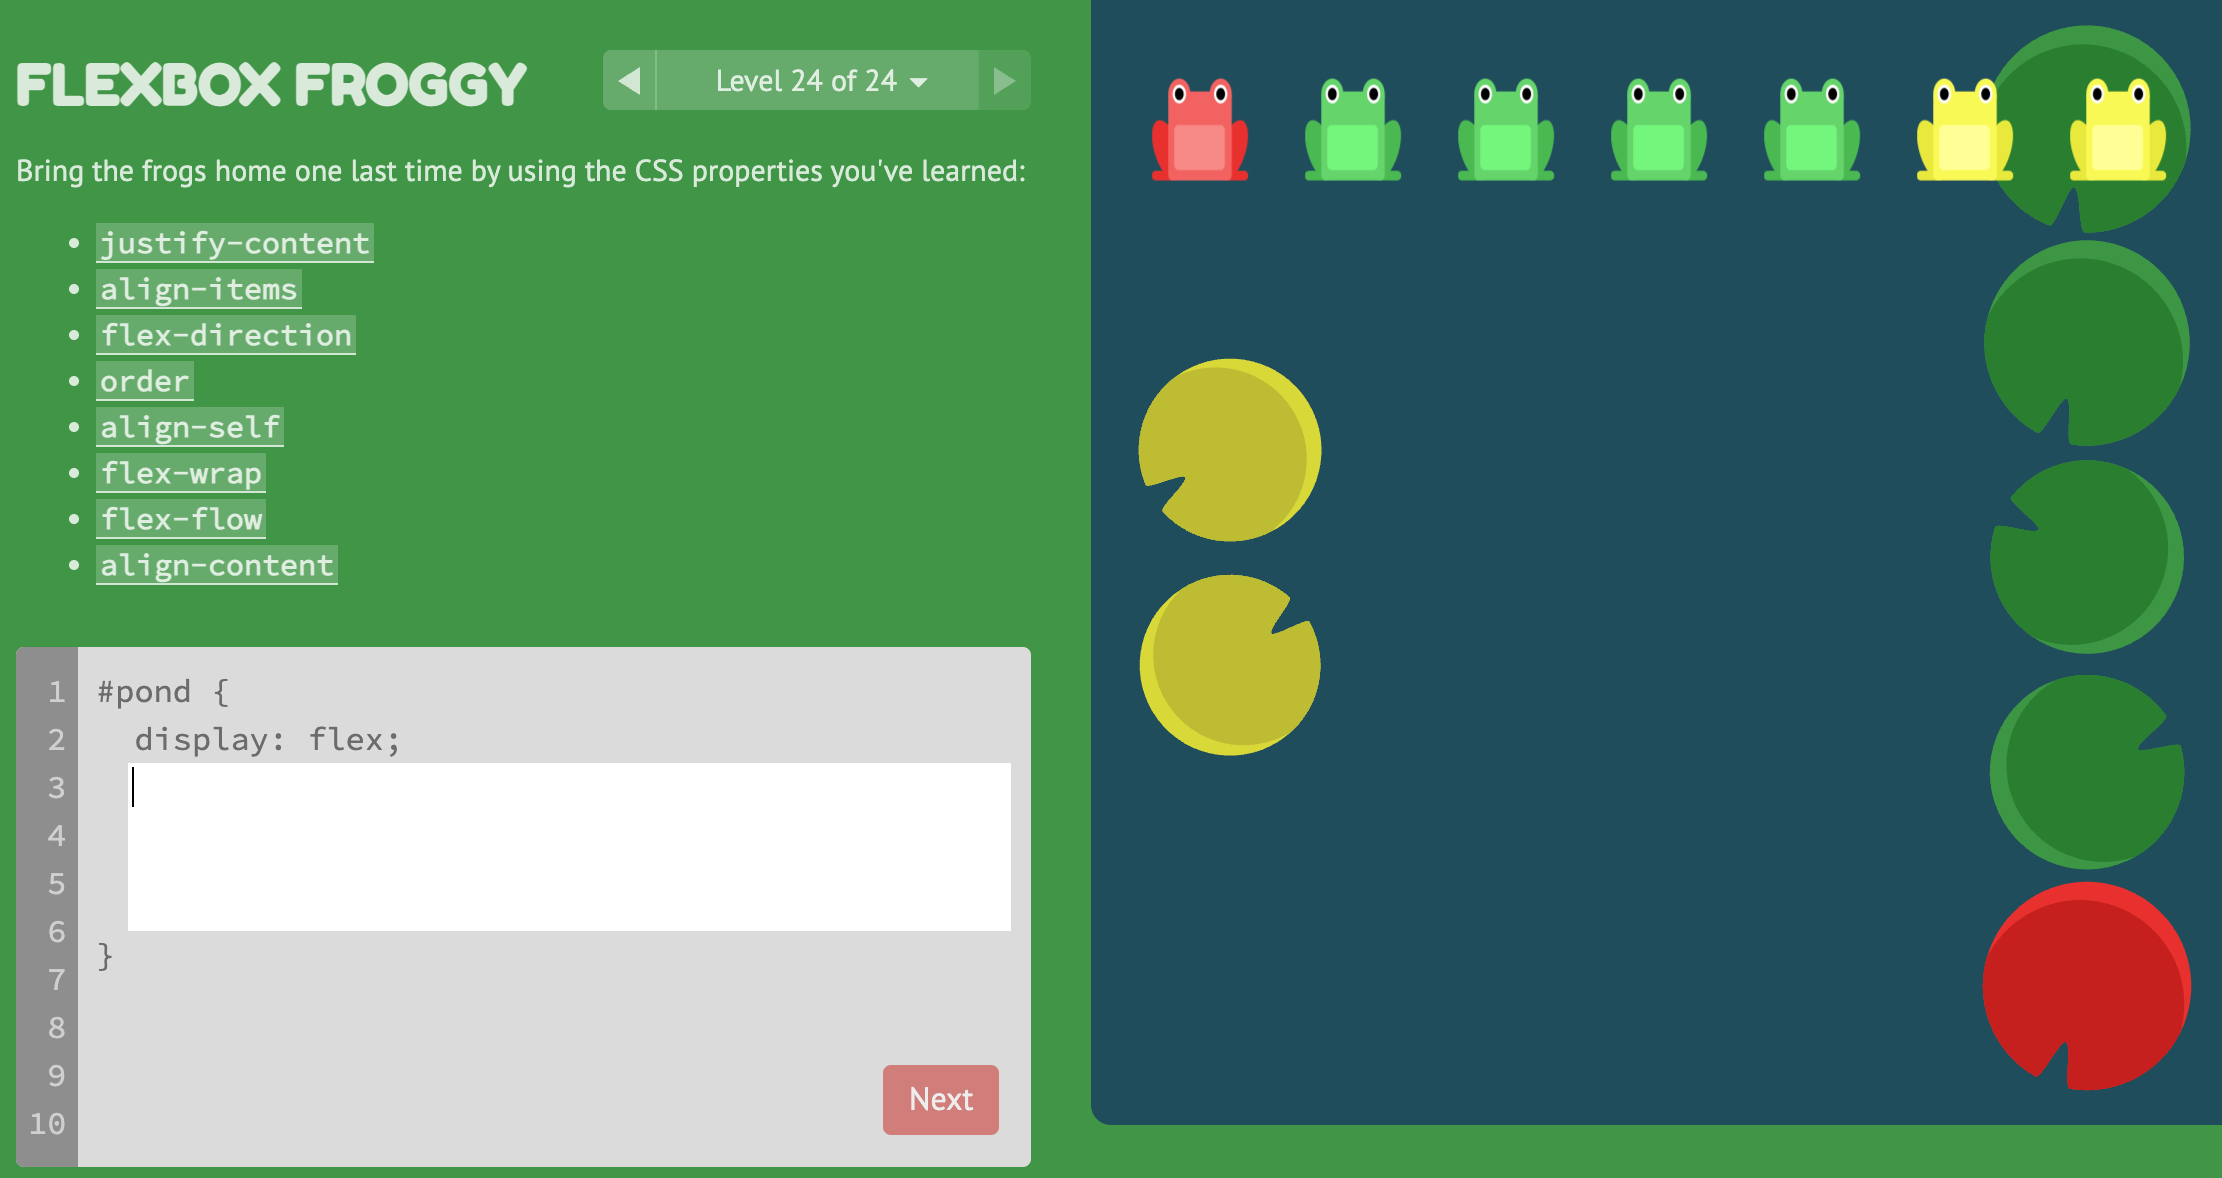 FLEXBOX FROGGY
Level 24 of 24
Bring the frogs home one last time by using the CSS properties you've learned:
justify-content
align-items
flex-direction
order
align-self
flex-wrap
flex-flow
align-content
1 #pond {
2 display: flex;
3
4
5
6
}
7
8
9
10
Next